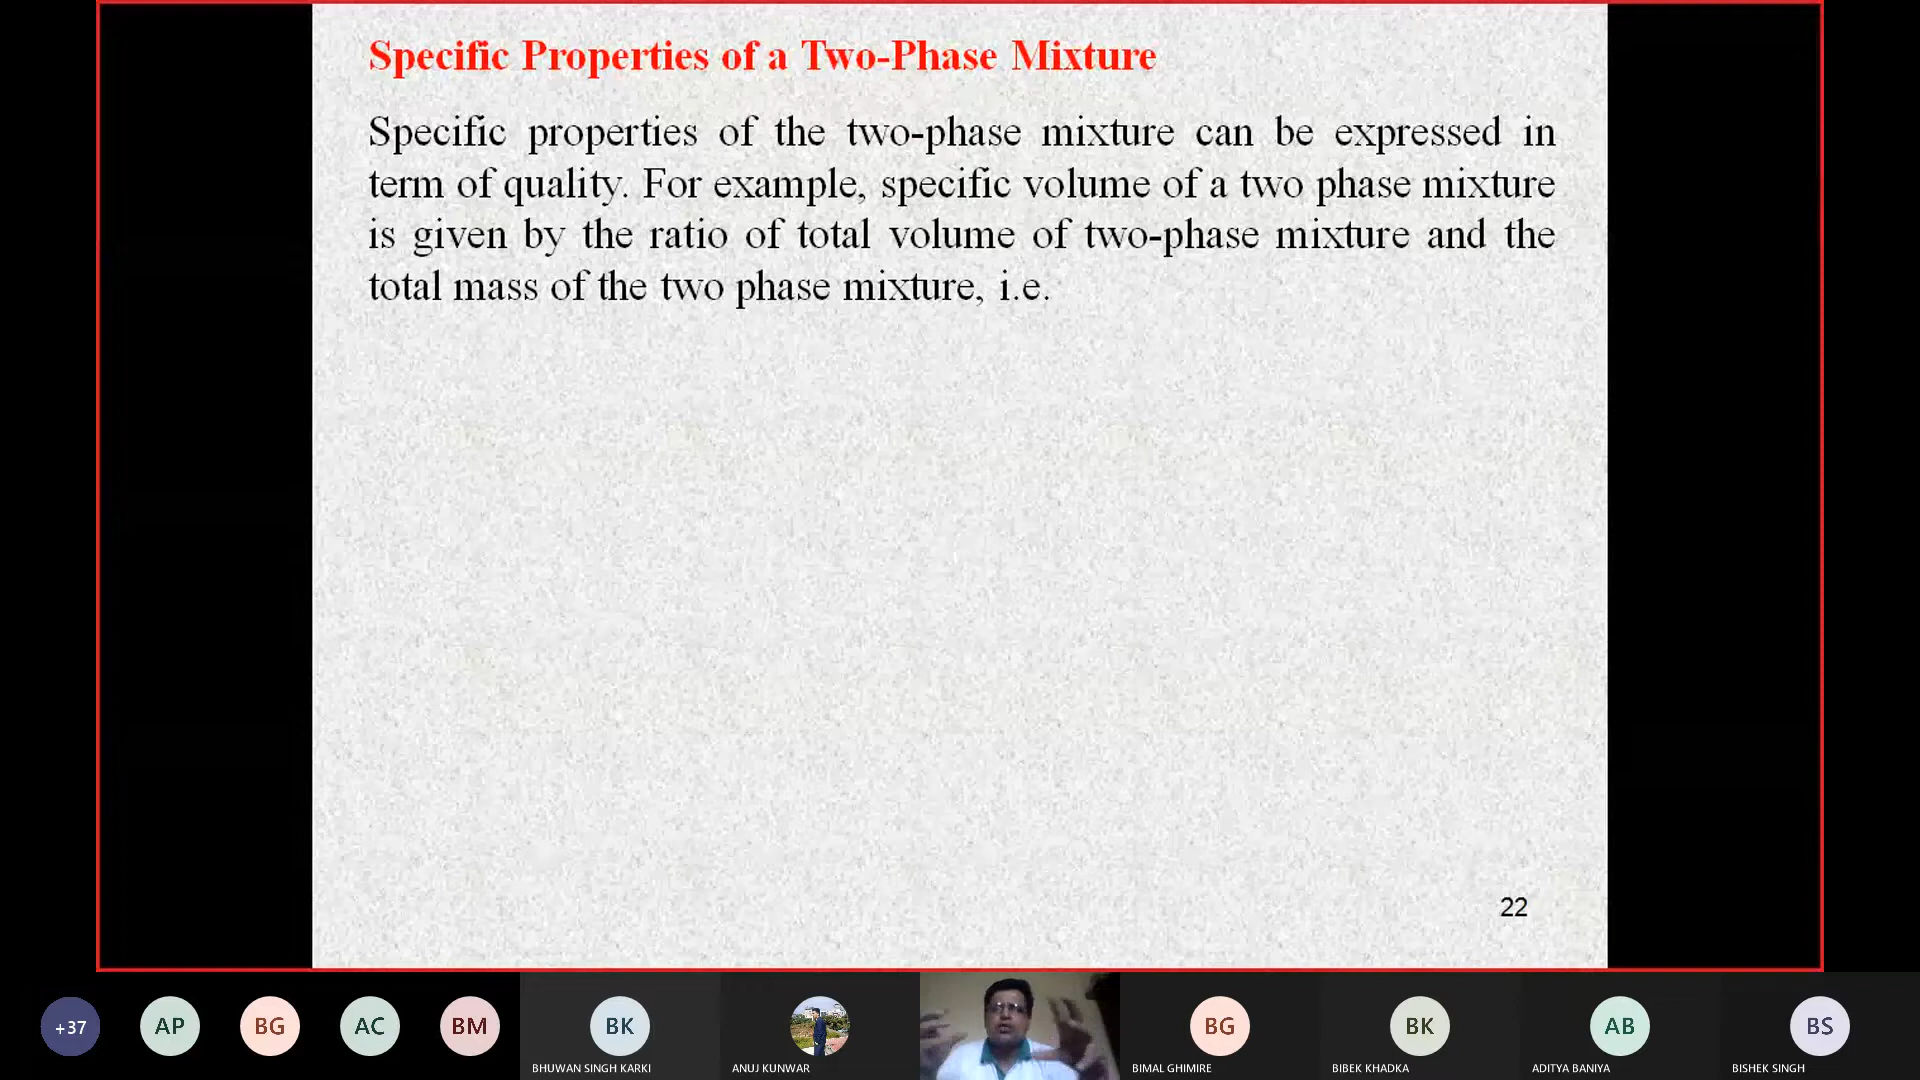 Specific Properties of a Two-Phase Mixture
Specific properties of the two-phase mixture can be expressed in
term of quality. For example, specific volume of a two phase mixture
is given by the ratio of total volume of two-phase mixture and the
total mass of the two phase mixture, i.e.
22
+37
AP
BG
AC
BM
BK
BG
BK
AB
BS
BHUWAN SINGH KARKI
ANUJ KUNWAR
BIMAL GHIMIRE
BIBEK KHADKA
ADITYA BANIYA
BISHEK SINGH